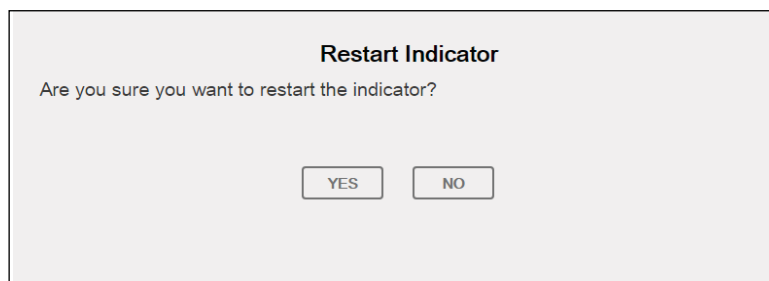 Restart Indicator
Are you sure you want to restart the indicator?
YES NO